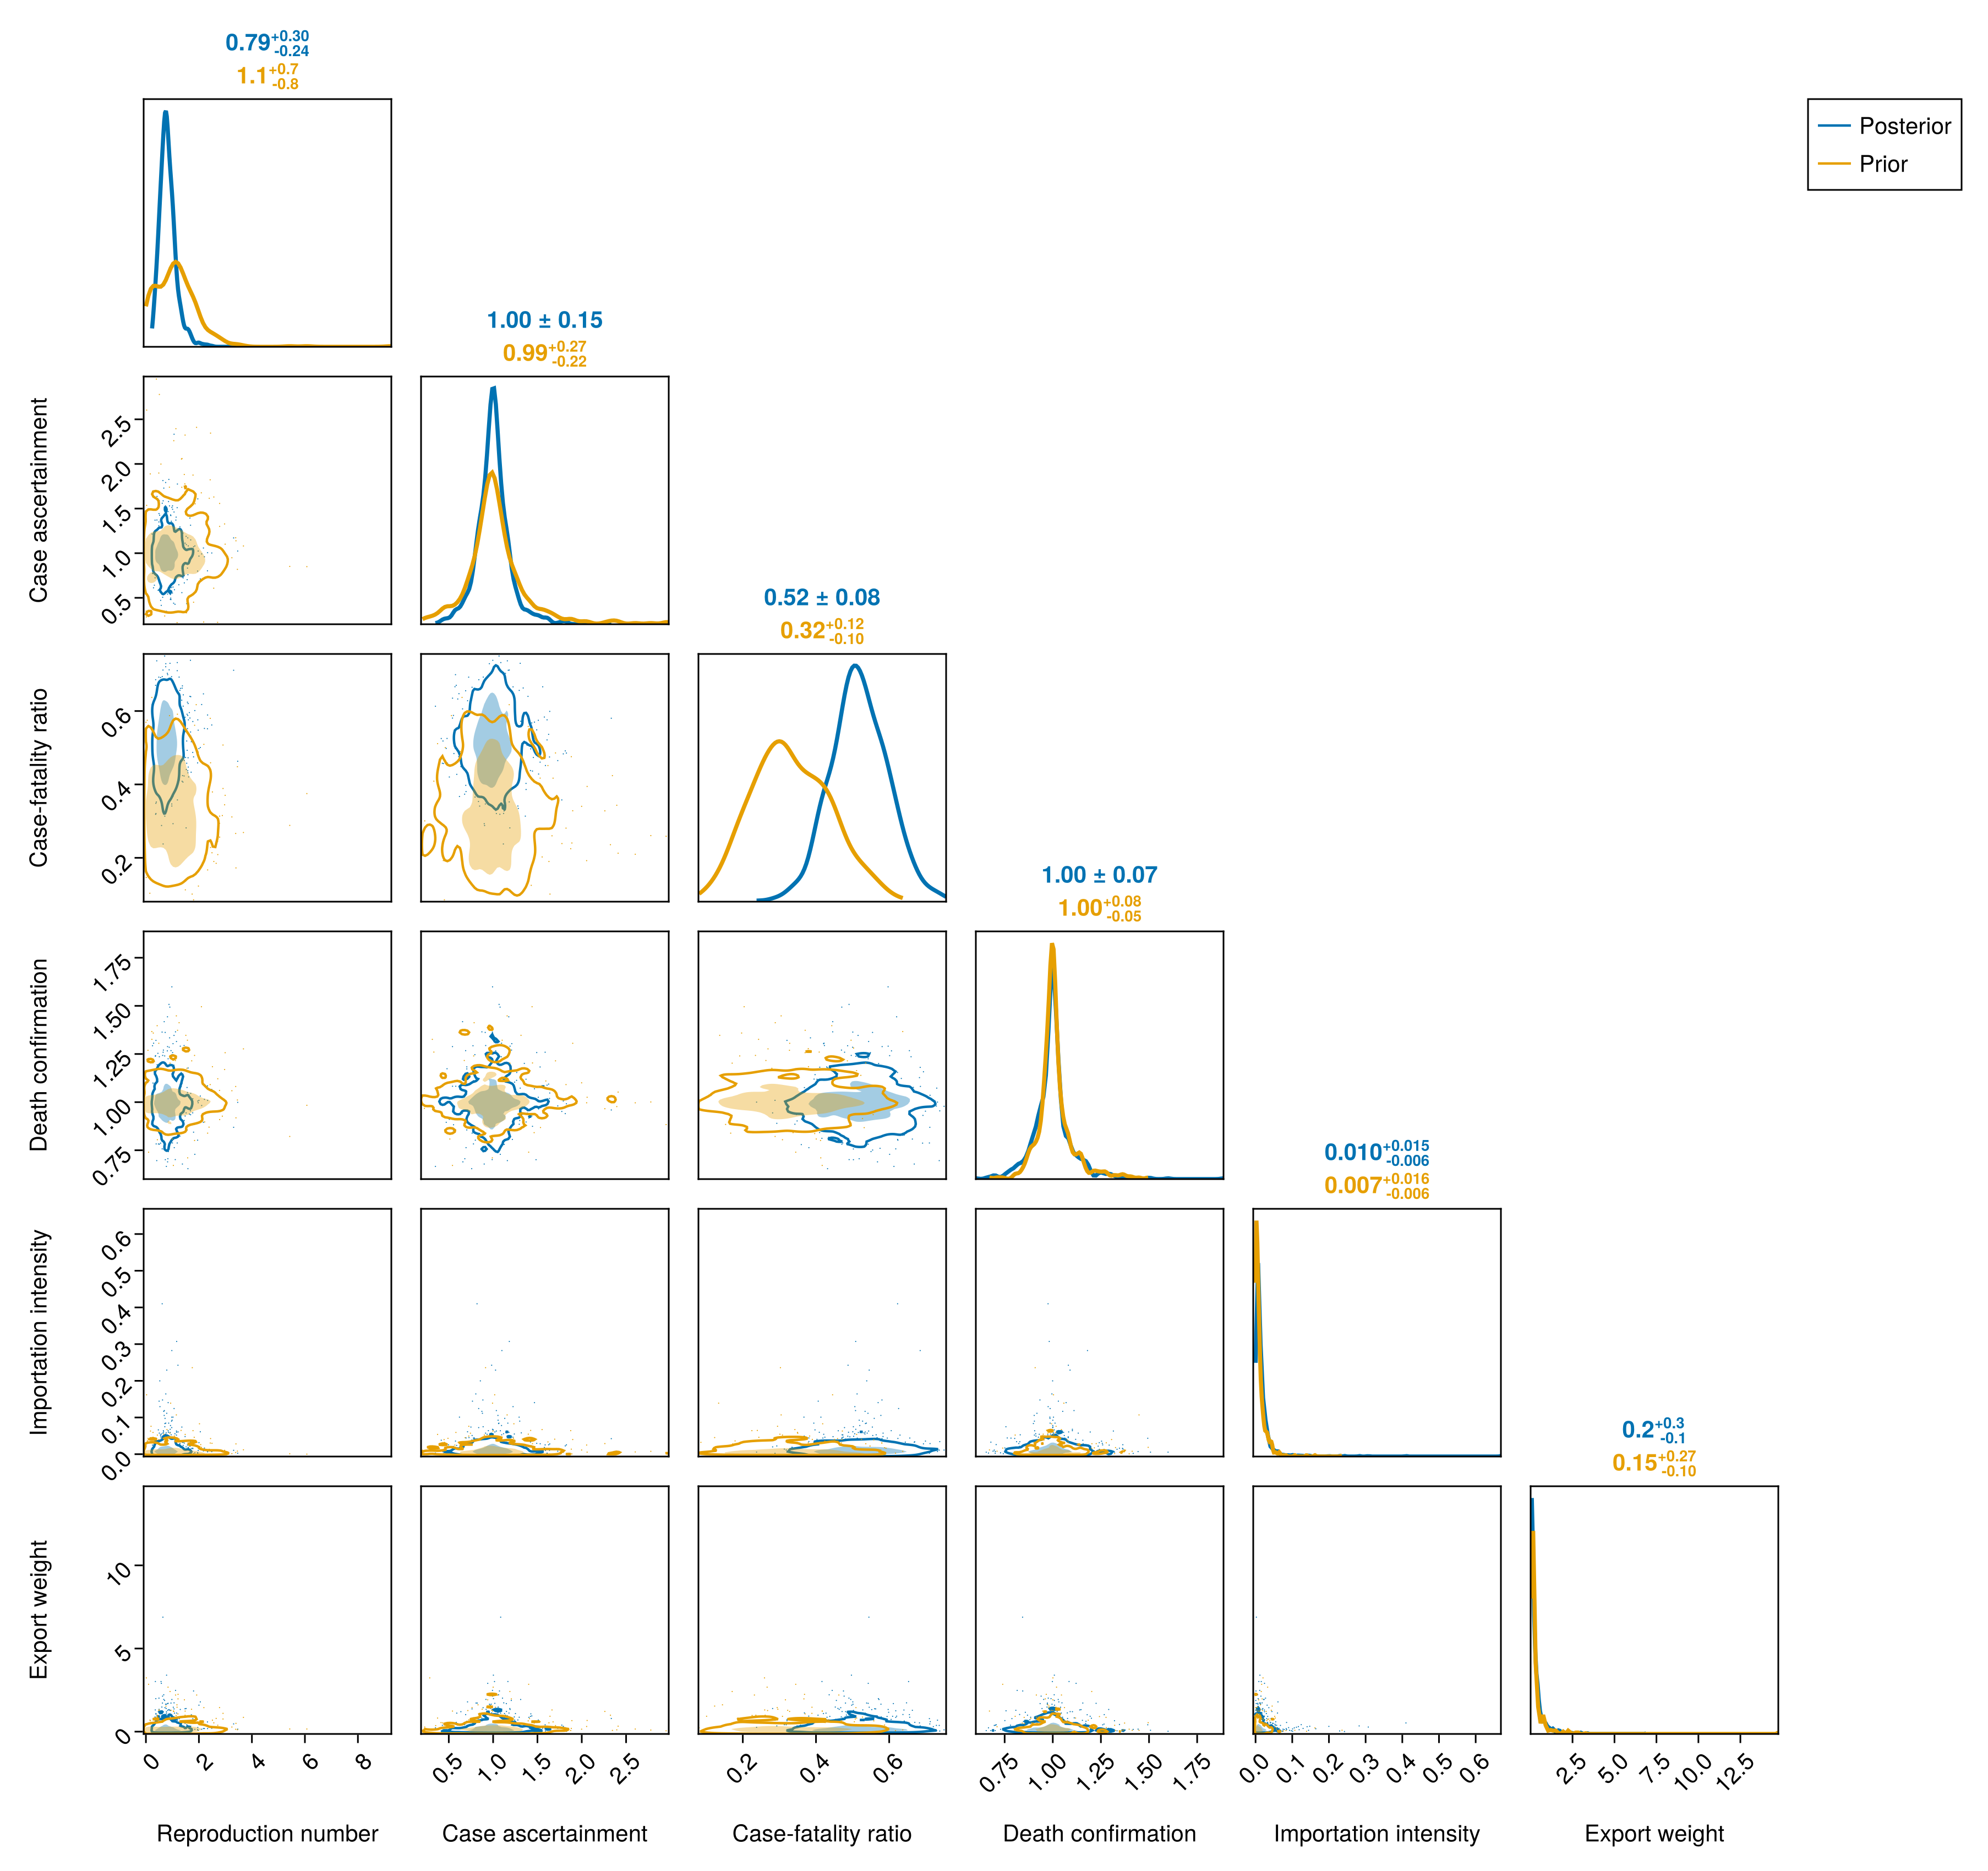 0.79+0.30-0.24
1.1+0.7-0.8
Posterior
Prior
1.00 ± 0.15
0.99+0.27-0.22
Case ascertainment
2.5
2.0
1.5
1.0
0.5
0.52 ± 0.08
0.32+0.12-0.10
Case-fatality ratio
0.6
0.4
0.2
1.00 ± 0.07
1.00+0.08-0.05
Death confirmation
1.75
1.50
1.25
1.00
0.75
0.010+0.015-0.006
0.007+0.016-0.006
Importation intensity
0.6
0.5
0.4
0.3
0.2
0.1
0.0
0.2+0.3-0.1
0.15+0.27-0.10
Export weight
10
5
0
0 2 4 6 8
0.5 1.0 1.5 2.0 2.5
0.2 0.4 0.6
0.75 1.00 1.25 1.50 1.75
0.0 0.1 0.2 0.3 0.4 0.5 0.6
2.5 5.0 7.5 10.0 12.5
Reproduction number
Case ascertainment
Case-fatality ratio
Death confirmation
Importation intensity
Export weight